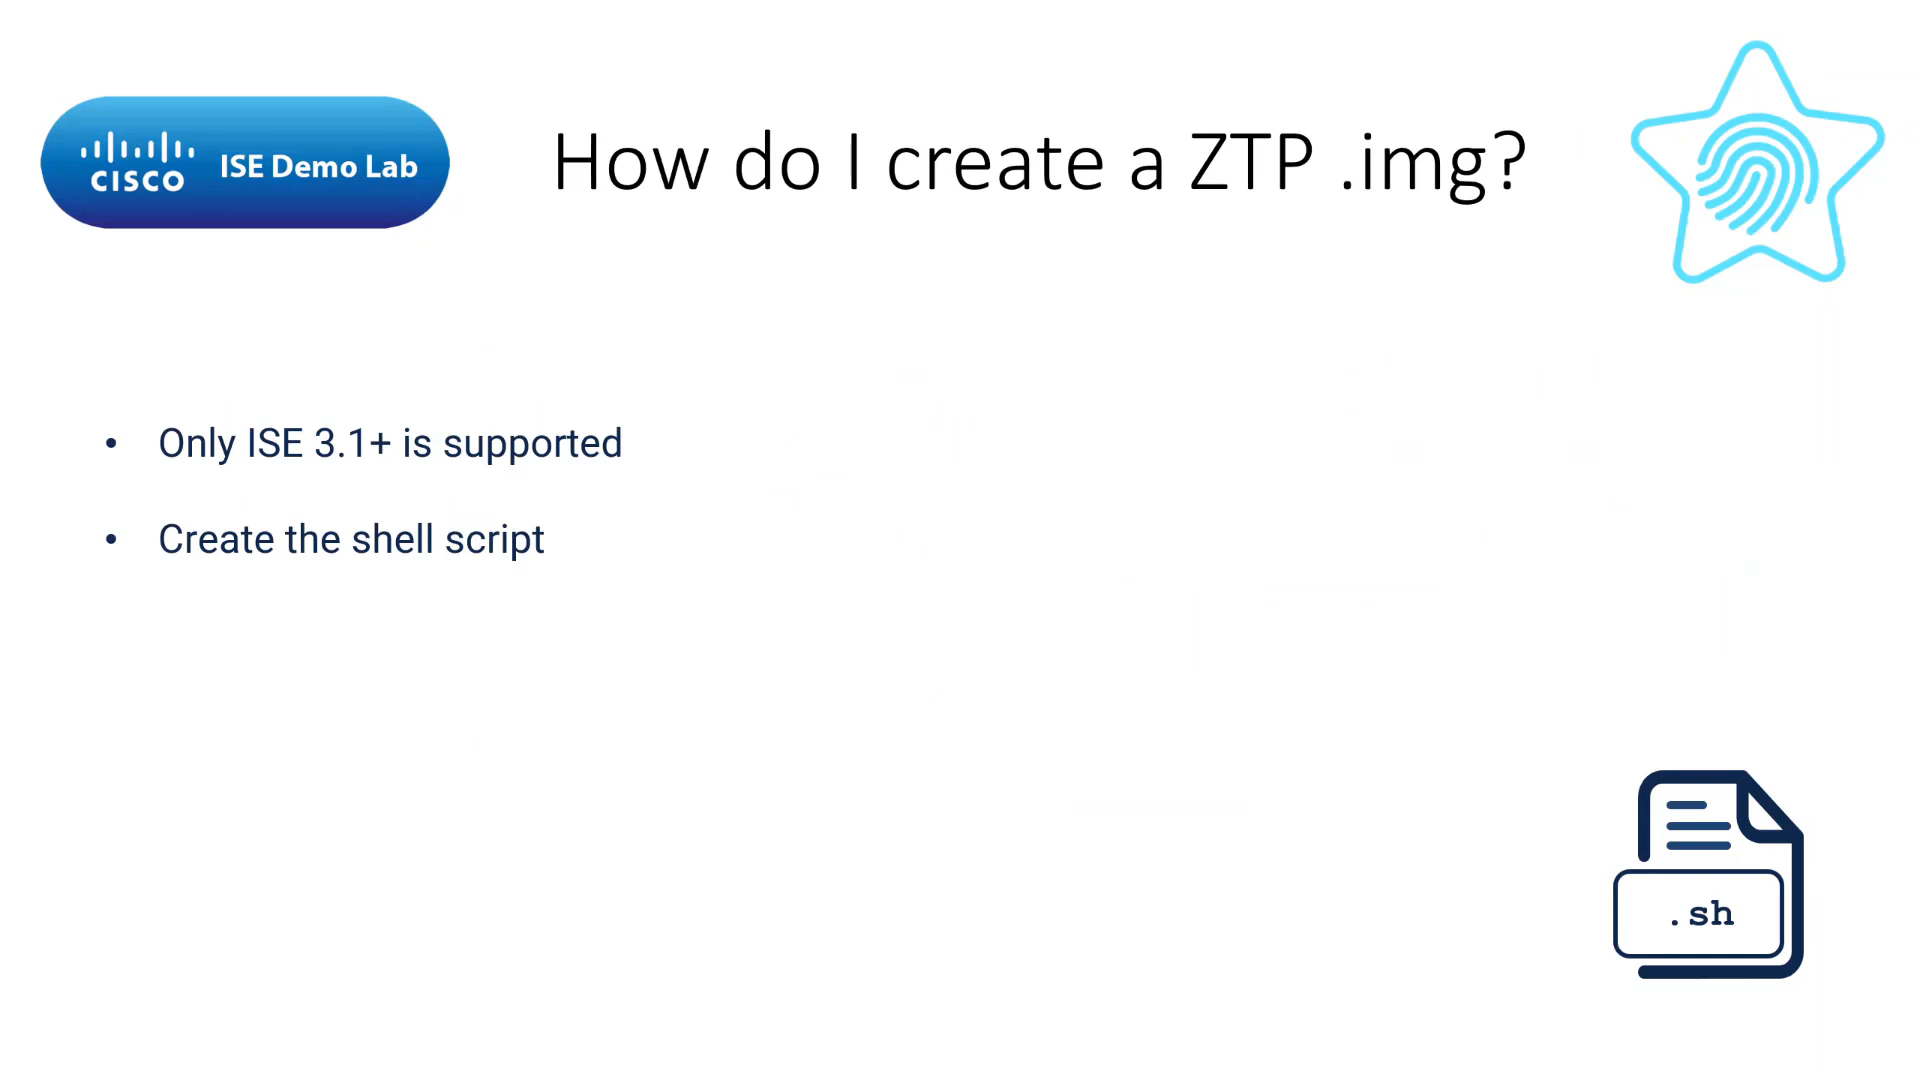 CISCO ISE Demo Lab
How do I create a ZTP .img?
• Only ISE 3.1+ is supported
• Create the shell script
.sh